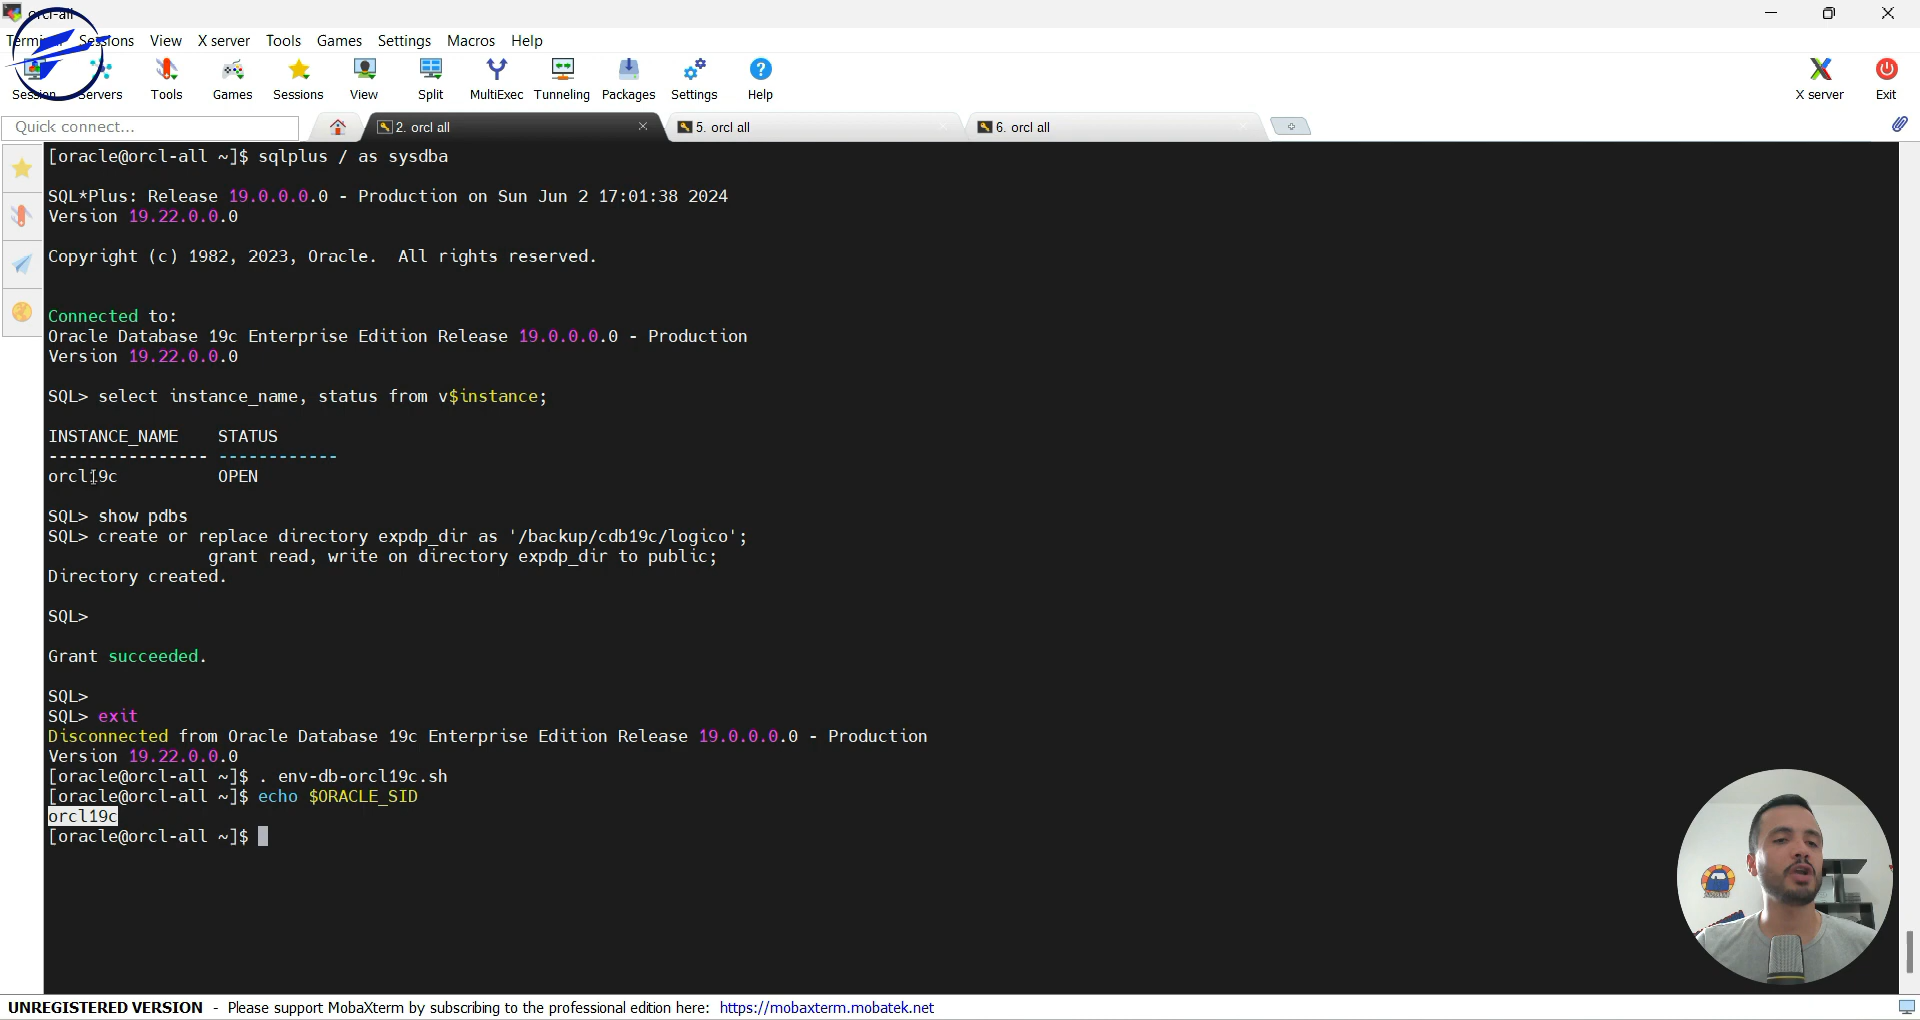 orcl-all
Terminal Sessions View X server Tools Games Settings Macros Help
Session Servers Tools Games Sessions View Split MultiExec Tunneling Packages Settings Help X server Exit
Quick connect... 2. orcl all 5. orcl all 6. orcl all
[oracle@orcl-all ~]$ sqlplus / as sysdba
SQL*Plus: Release 19.0.0.0.0 - Production on Sun Jun 2 17:01:38 2024
Version 19.22.0.0.0
Copyright (c) 1982, 2023, Oracle.  All rights reserved.
Connected to:
Oracle Database 19c Enterprise Edition Release 19.0.0.0.0 - Production
Version 19.22.0.0.0
SQL> select instance_name, status from v$instance;
INSTANCE_NAME    STATUS
---------------- ------------
orcl19c          OPEN
SQL> show pdbs
SQL> create or replace directory expdp_dir as '/backup/cdb19c/logico';
grant read, write on directory expdp_dir to public;
Directory created.
SQL>
Grant succeeded.
SQL>
SQL> exit
Disconnected from Oracle Database 19c Enterprise Edition Release 19.0.0.0.0 - Production
Version 19.22.0.0.0
[oracle@orcl-all ~]$ . env-db-orcl19c.sh
[oracle@orcl-all ~]$ echo $ORACLE_SID
orcl19c
[oracle@orcl-all ~]$
UNREGISTERED VERSION - Please support MobaXterm by subscribing to the professional edition here: https://mobaxterm.mobatek.net